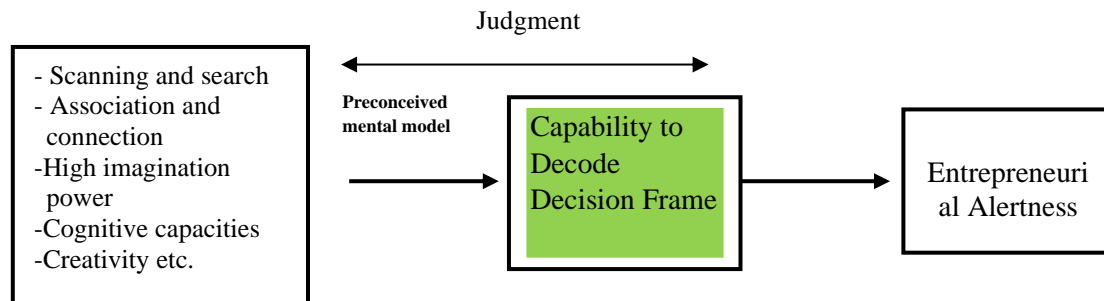 Judgment
- Scanning and search
- Association and
connection
-High imagination
power
-Cognitive capacities
-Creativity etc.
Preconceived
mental model
Capability to
Decode
Decision Frame
Entrepreneuri
al Alertness